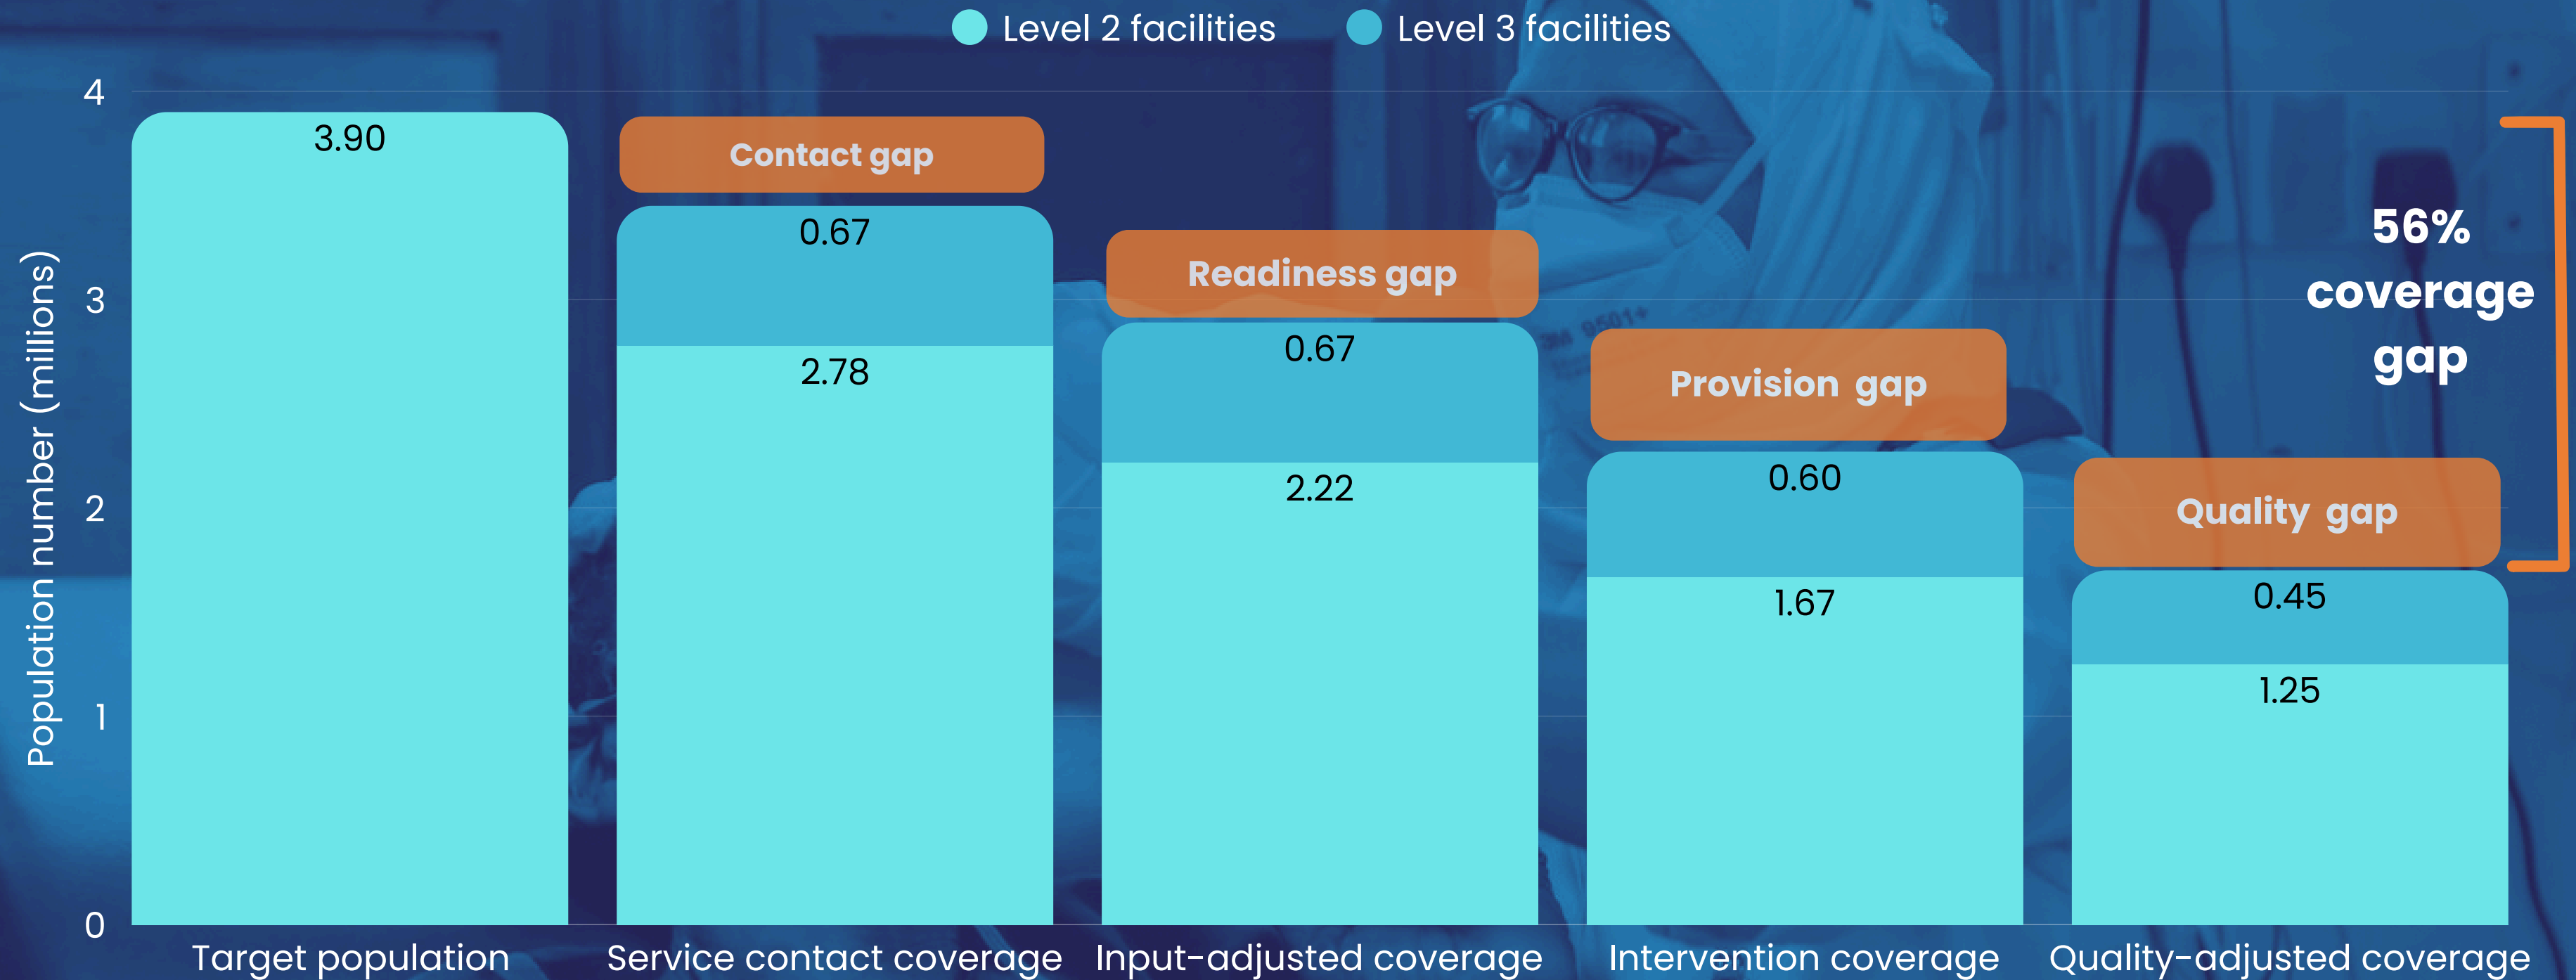 Level 2 facilities
Level 3 facilities
Population number (millions)
4
3
2
1
0
3.90
Contact gap
0.67
2.78
Readiness gap
0.67
2.22
Provision gap
0.60
1.67
Quality gap
0.45
1.25
56%
coverage
gap
3M 9501+
Target population
Service contact coverage
Input-adjusted coverage
Intervention coverage
Quality-adjusted coverage